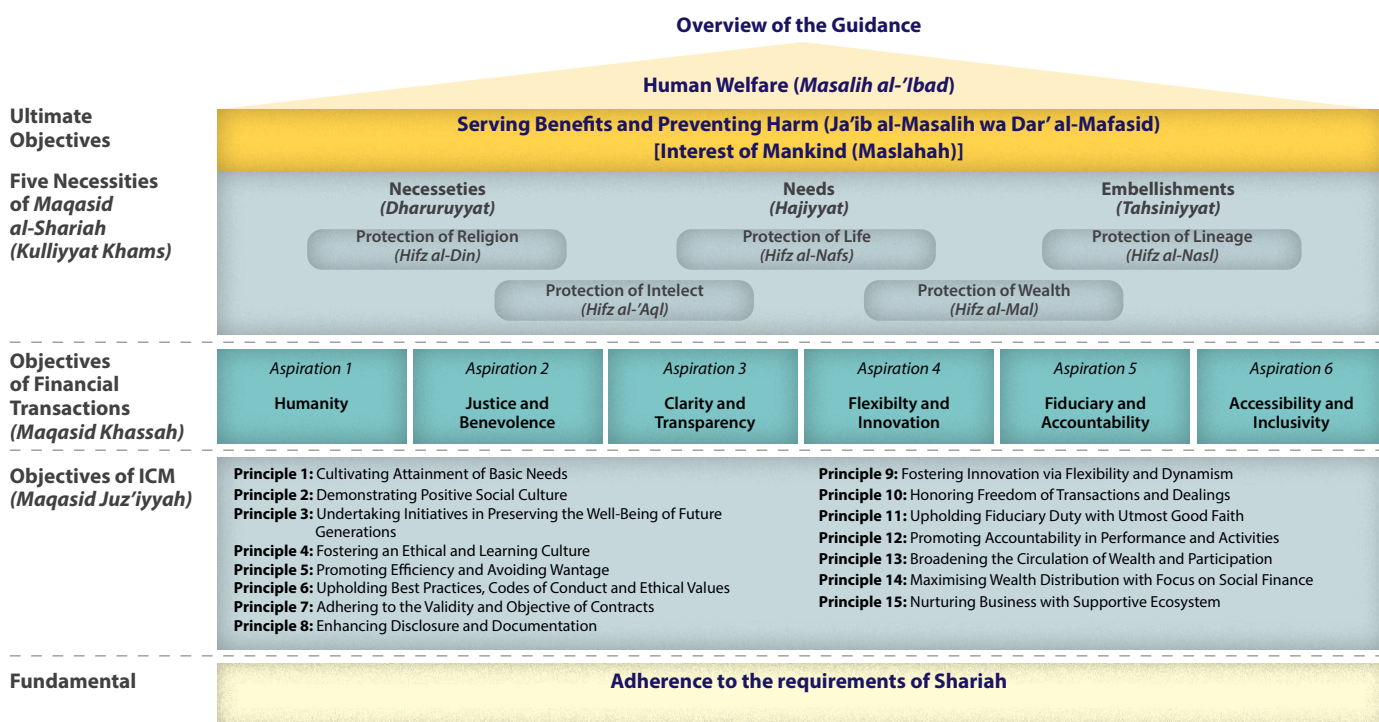 Overview of the Guidance
Human Welfare (Masalih al-’Ibad)
Ultimate
Objectives
Serving Benefits and Preventing Harm (Ja’ib al-Masalih wa Dar’ al-Mafasid)
[Interest of Mankind (Maslahah)]
Five Necessities
of Maqasid
al-Shariah
(Kulliyyat Khams)
Necesseties
(Dharuruyyat)
Needs
(Hajiyyat)
Embellishments
(Tahsiniyyat)
Protection of Religion
(Hifz al-Din)
Protection of Life
(Hifz al-Nafs)
Protection of Lineage
(Hifz al-Nasl)
Protection of Intelect
(Hifz al-’Aql)
Protection of Wealth
(Hifz al-Mal)
Objectives
of Financial
Transactions
(Maqasid Khassah)
Aspiration 1
Humanity
Aspiration 2
Justice and
Benevolence
Aspiration 3
Clarity and
Transparency
Aspiration 4
Flexibilty and
Innovation
Aspiration 5
Fiduciary and
Accountability
Aspiration 6
Accessibility and
Inclusivity
Objectives of ICM
(Maqasid Juz’iyyah)
Principle 1: Cultivating Attainment of Basic Needs
Principle 2: Demonstrating Positive Social Culture
Principle 3: Undertaking Initiatives in Preserving the Well-Being of Future
Generations
Principle 4: Fostering an Ethical and Learning Culture
Principle 5: Promoting Efficiency and Avoiding Wantage
Principle 6: Upholding Best Practices, Codes of Conduct and Ethical Values
Principle 7: Adhering to the Validity and Objective of Contracts
Principle 8: Enhancing Disclosure and Documentation
Principle 9: Fostering Innovation via Flexibility and Dynamism
Principle 10: Honoring Freedom of Transactions and Dealings
Principle 11: Upholding Fiduciary Duty with Utmost Good Faith
Principle 12: Promoting Accountability in Performance and Activities
Principle 13: Broadening the Circulation of Wealth and Participation
Principle 14: Maximising Wealth Distribution with Focus on Social Finance
Principle 15: Nurturing Business with Supportive Ecosystem
Fundamental
Adherence to the requirements of Shariah